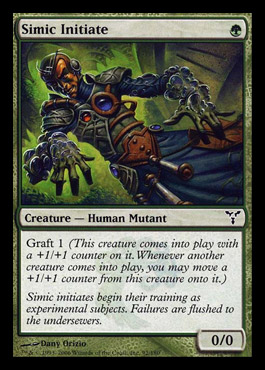 Simic Initiate
Creature — Human Mutant
Graft 1 (This creature comes into play with
a +1/+1 counter on it. Whenever another
creature comes into play, you may move a
+1/+1 counter from this creature onto it.)
Simic initiates begin their training as
experimental subjects. Failures are flushed to
the undersewers.
Dany Orizio
0/0